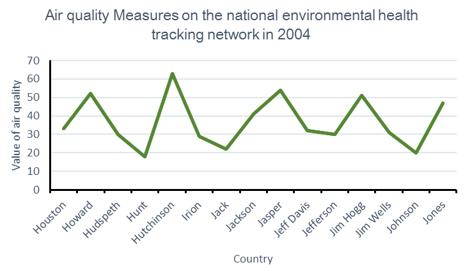 Air quality Measures on the national environmental health
tracking network in 2004
Value of air quality
70
60
50
40
30
20
10
0
Houston
Howard
Hudspeth
Hunt
Hutchinson
Irion
Jack
Jackson
Jasper
Jeff Davis
Jefferson
Jim Hogg
Jim Wells
Johnson
Jones
Country